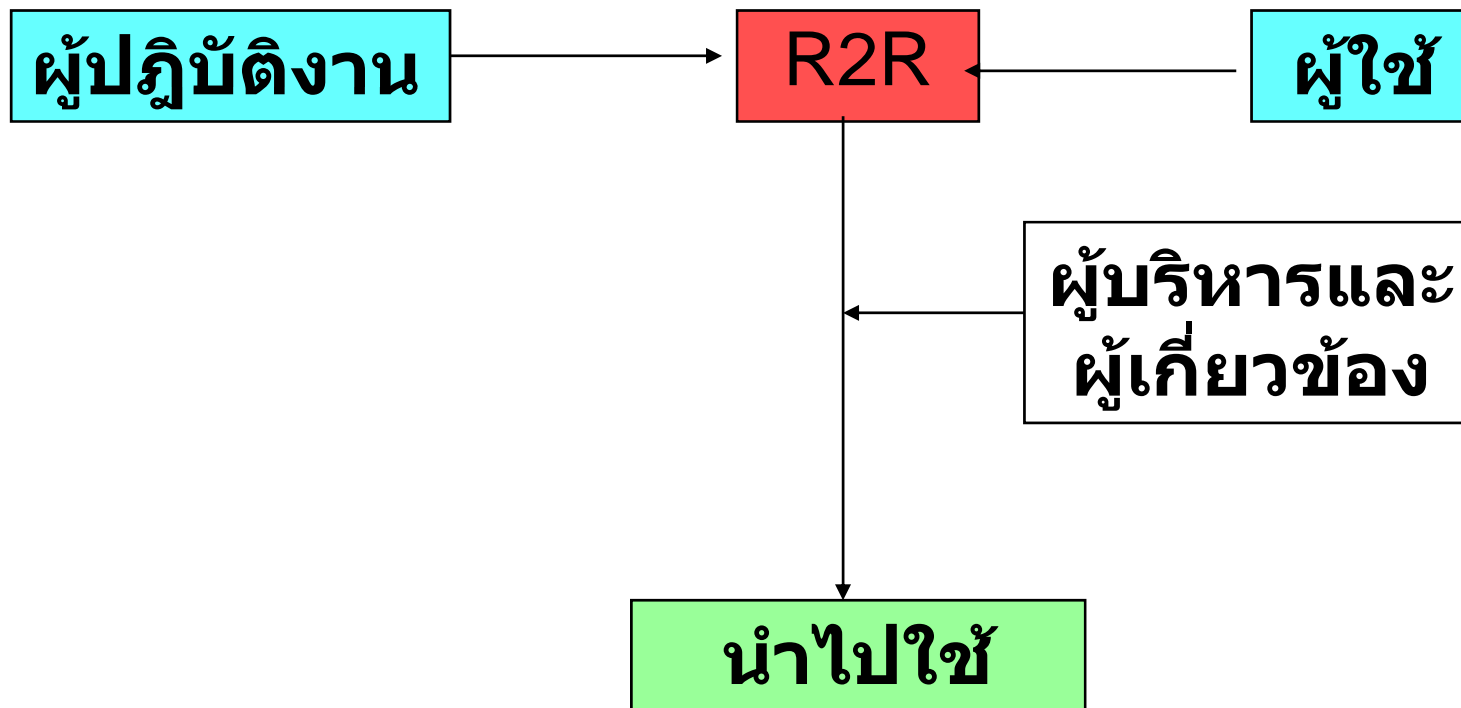 ผู้ปฎิบัติงาน
R2R
ผู้ใช้
ผู้บริหารและ
ผู้เกี่ยวข้อง
นำไปใช้